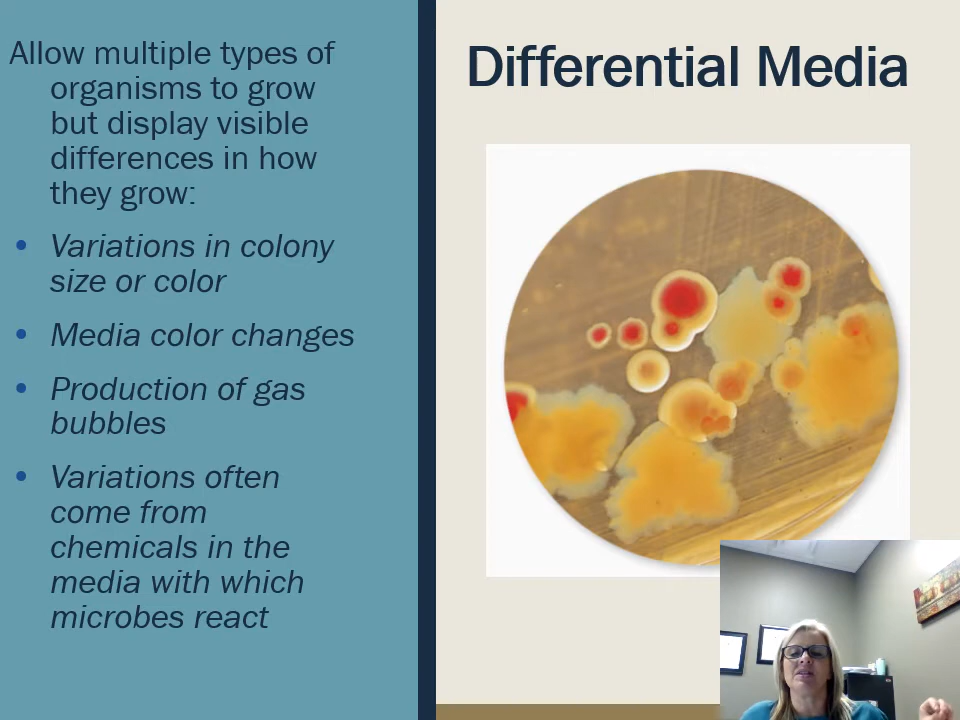 Allow multiple types of
organisms to grow
but display visible
differences in how
they grow:
• Variations in colony
size or color
• Media color changes
• Production of gas
bubbles
• Variations often
come from
chemicals in the
media with which
microbes react
Differential Media